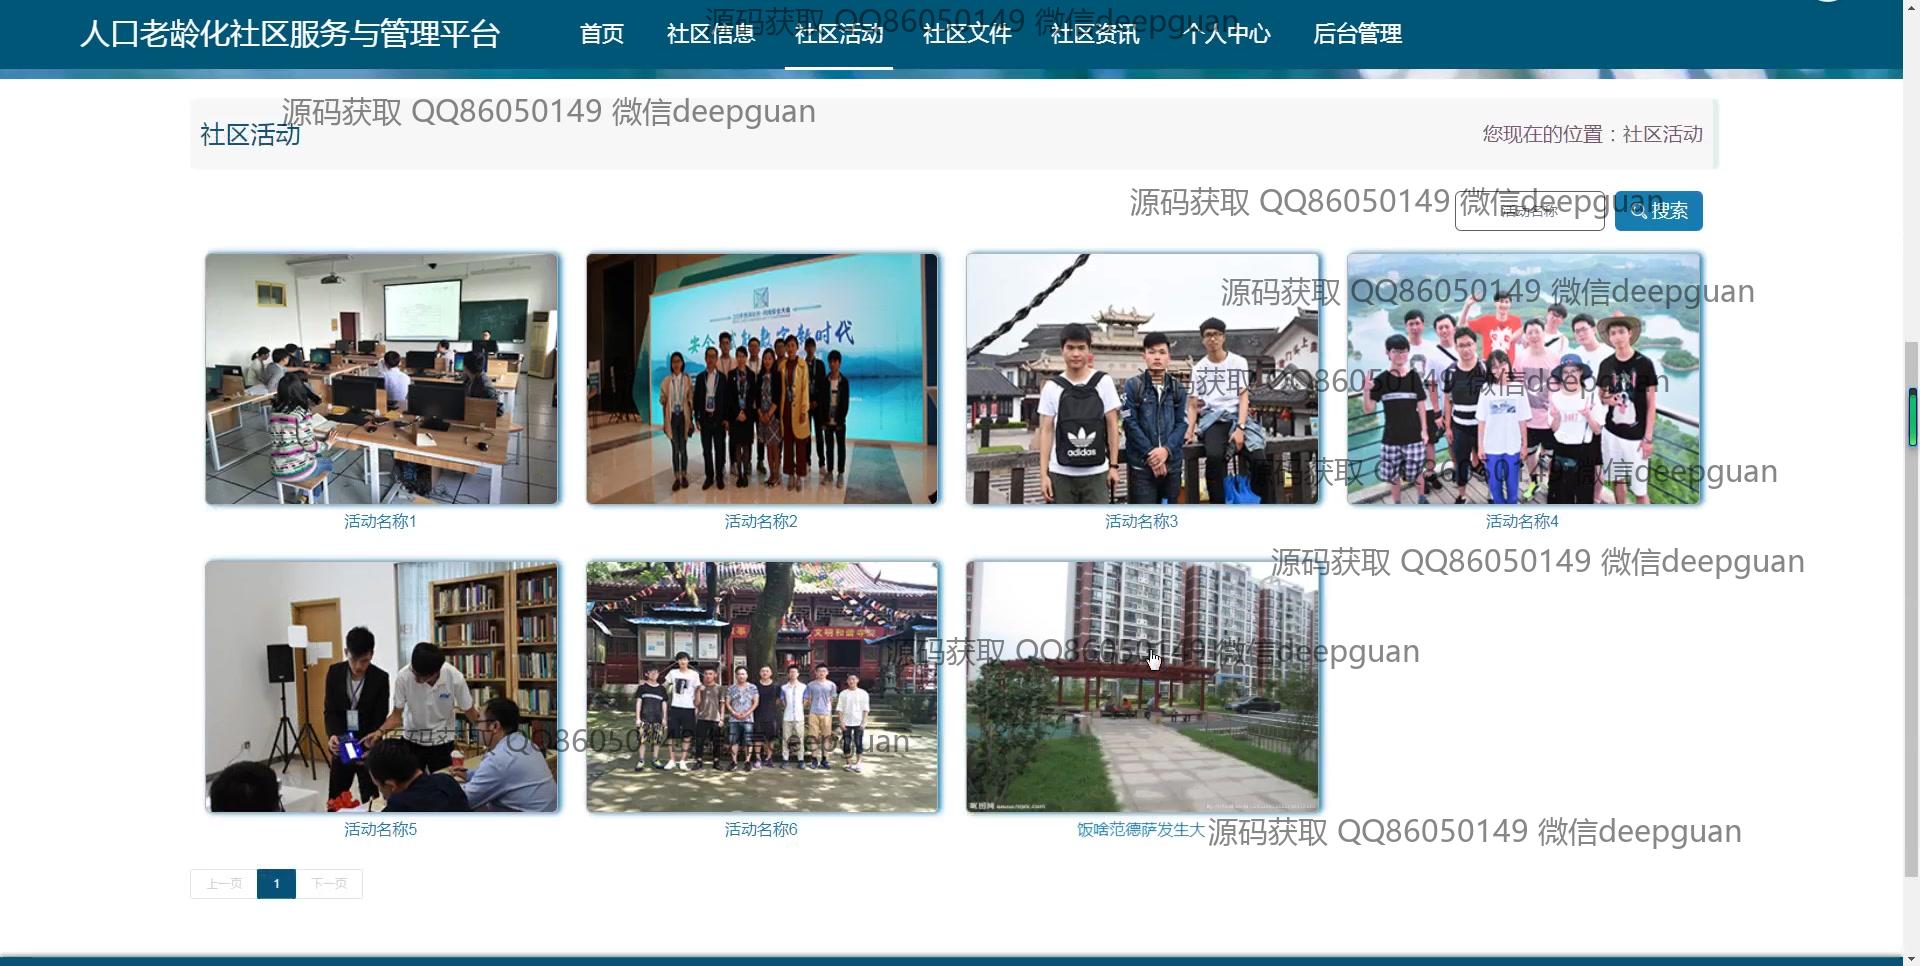 人口老龄化社区服务与管理平台 首页 社区信息 社区活动 社区文件 社区资讯 个人中心 后台管理
源码获取 QQ86050149 微信deepguan
源码获取 QQ86050149 微信deepguan
社区活动
您现在的位置：社区活动
源码获取 QQ86050149 微信deepguan
活动名称
搜索
源码获取 QQ86050149 微信deepguan
数字新时代
源码获取 QQ86050149 微信deepguan
adidas
源码获取 QQ86050149 微信deepguan
活动名称1
活动名称2
活动名称3
活动名称4
源码获取 QQ86050149 微信deepguan
源码获取 QQ86050149 微信deepguan
源码获取 QQ86050149 微信deepguan
活动名称5
活动名称6
饭啥范德萨发生大
源码获取 QQ86050149 微信deepguan
上一页 1 下一页